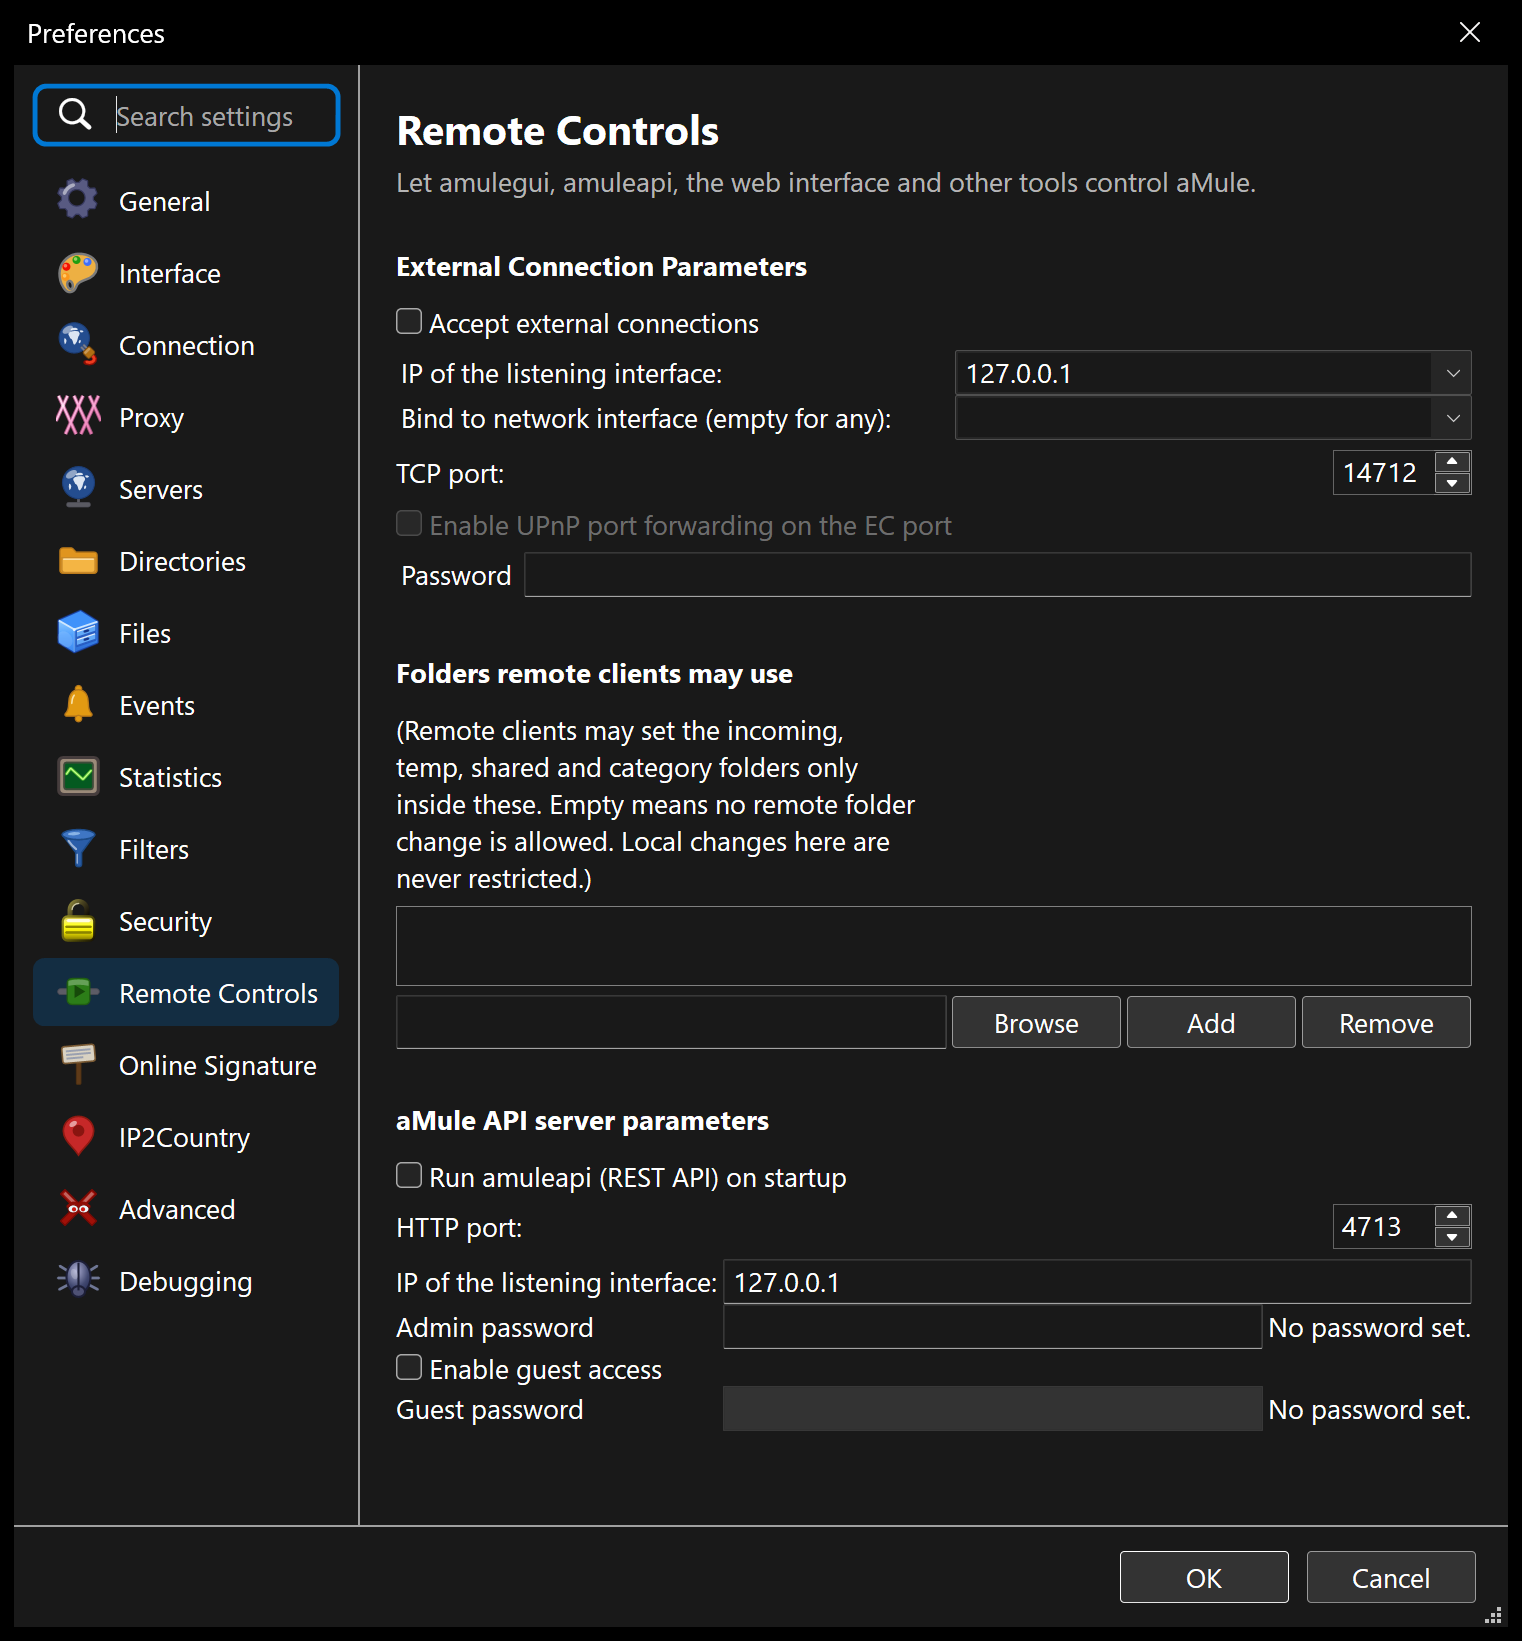 Preferences
Search settings
General
Interface
Connection
Proxy
Servers
Directories
Files
Events
Statistics
Filters
Security
Remote Controls
Online Signature
IP2Country
Advanced
Debugging
Remote Controls
Let amulegui, amuleapi, the web interface and other tools control aMule.
External Connection Parameters
Accept external connections
IP of the listening interface: 127.0.0.1
Bind to network interface (empty for any):
TCP port: 14712
Enable UPnP port forwarding on the EC port
Password
Folders remote clients may use
(Remote clients may set the incoming,
temp, shared and category folders only
inside these. Empty means no remote folder
change is allowed. Local changes here are
never restricted.)
Browse Add Remove
aMule API server parameters
Run amuleapi (REST API) on startup
HTTP port: 4713
IP of the listening interface: 127.0.0.1
Admin password No password set.
Enable guest access
Guest password No password set.
OK Cancel